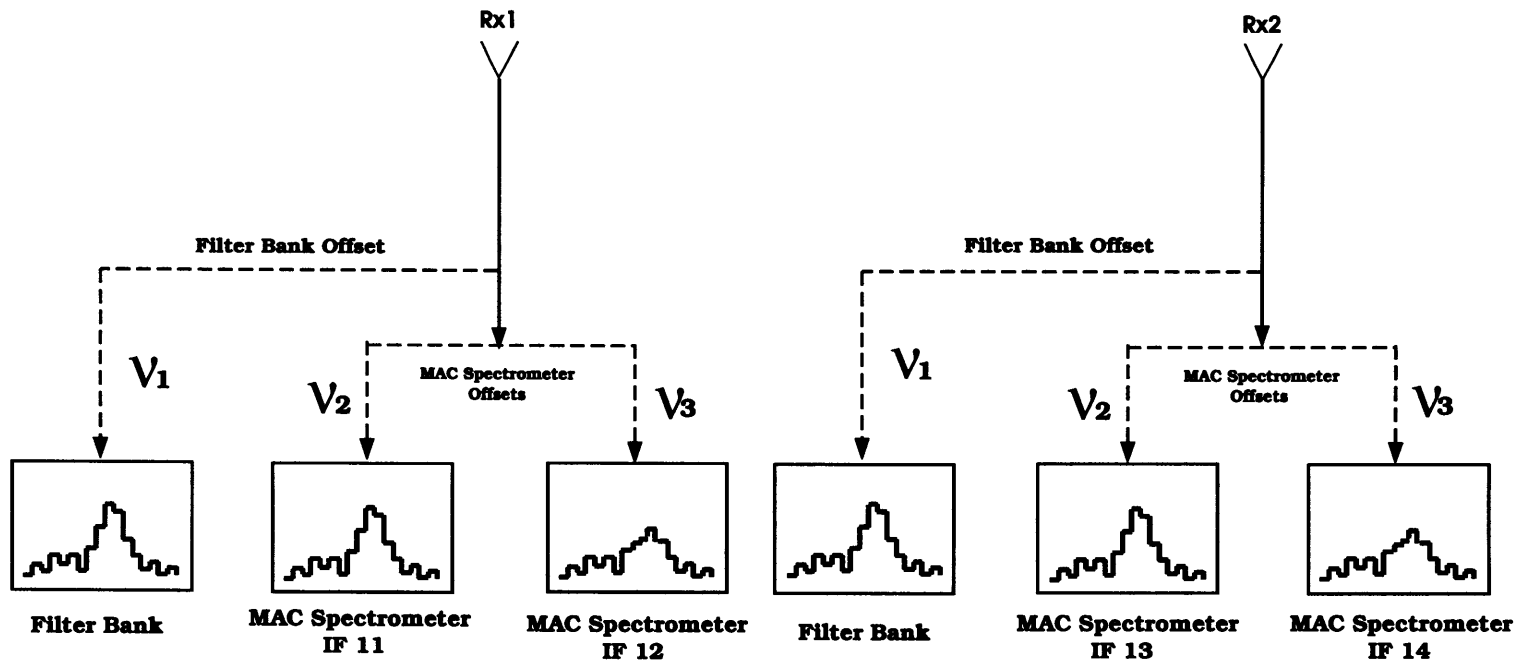 Rx1
Rx2
Filter Bank Offset
Filter Bank Offset
V1
V2
MAC Spectrometer
Offsets
V3
V1
V2
MAC Spectrometer
Offsets
V3
Filter Bank
MAC Spectrometer
IF 11
MAC Spectrometer
IF 12
Filter Bank
MAC Spectrometer
IF 13
MAC Spectrometer
IF 14